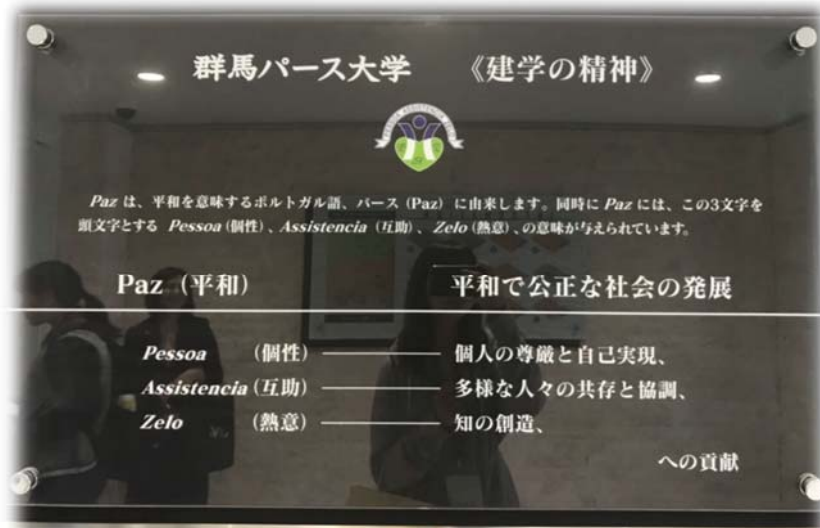 群馬パース大学 《建学の精神》
Paz は、平和を意味するポルトガル語、パース (Paz) に由来します。同時に Paz には、この3文字を
頭文字とする Pessoa (個性)、Assistencia (互助)、Zelo (熱意)、の意味が与えられています。
Paz (平和) 平和で公正な社会の発展
Pessoa (個性) 個人の尊厳と自己実現、
Assistencia (互助) 多様な人々の共存と協調、
Zelo (熱意) 知の創造、
への貢献